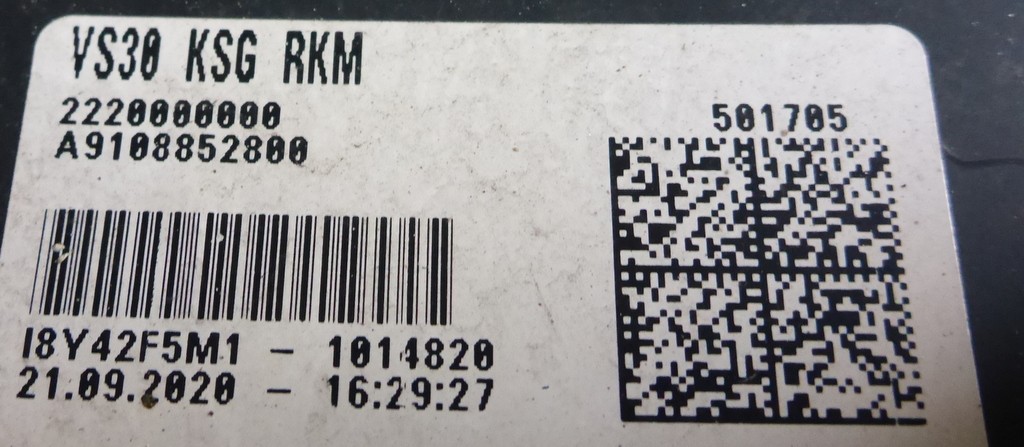 VS30 KSG RKM
2220000000
A9108852800
501705
I8Y42F5M1 - 1014820
21.09.2020 - 16:29:27